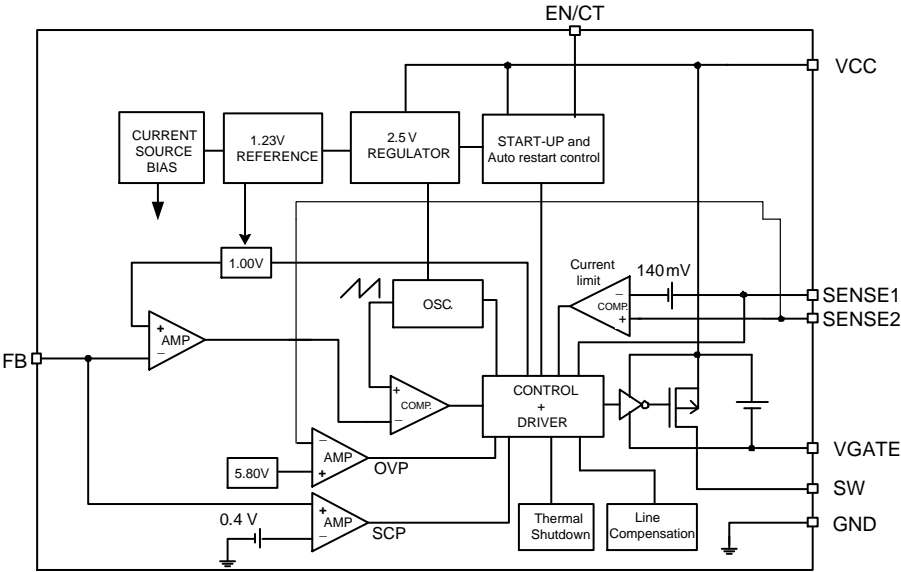 EN/CT
VCC
CURRENT
SOURCE
BIAS
1.23V
REFERENCE
2.5 V
REGULATOR
START-UP and
Auto restart control
1.00V
OSC.
Current
limit
140 mV
COMP.
−
+
SENSE1
SENSE2
FB
+
AMP
−
+
COMP.
−
CONTROL
+
DRIVER
−
AMP
+
OVP
5.80V
VGATE
SW
0.4 V
+
AMP
−
SCP
Thermal
Shutdown
Line
Compensation
GND